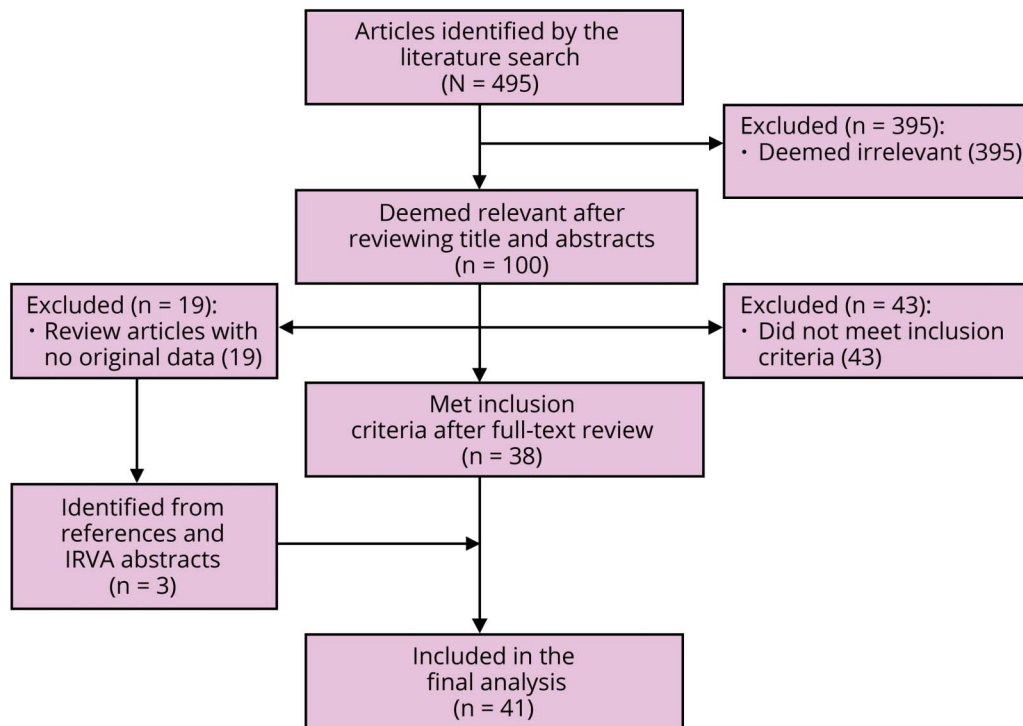 Articles identified by the
literature search
(N = 495)
Excluded (n = 395):
· Deemed irrelevant (395)
Deemed relevant after
reviewing title and abstracts
(n = 100)
Excluded (n = 19):
· Review articles with
no original data (19)
Excluded (n = 43):
· Did not meet inclusion
criteria (43)
Met inclusion
criteria after full-text review
(n = 38)
Identified from
references and
IRVA abstracts
(n = 3)
Included in the
final analysis
(n = 41)